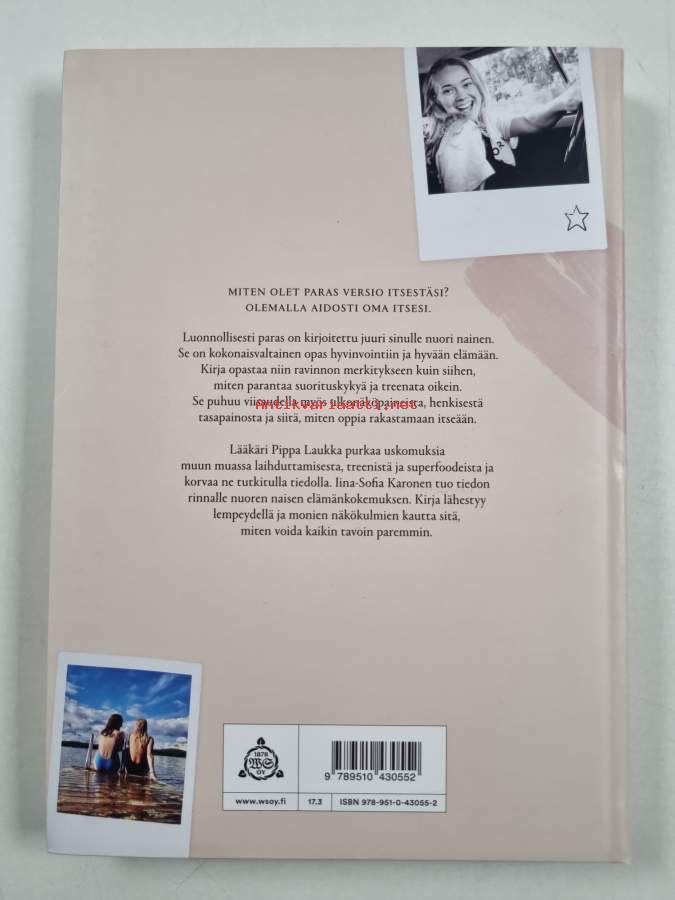 MITEN OLET PARAS VERSIO ITSESTÄSI?
OLEMALLA AIDOSTI OMA ITSESI.
Luonnollisesti paras on kirjoitettu juuri sinulle nuori nainen.
Se on kokonaisvaltainen opas hyvinvointiin ja hyvään elämään.
Kirja opastaa niin ravinnon merkitykseen kuin siihen,
miten parantaa suorituskykyä ja treenata oikein.
Se puhuu viisaudella myös ulkonäköpaineista, henkisestä
Antikvariaatti.net
tasapainosta ja siitä, miten oppia rakastamaan itseään.
Lääkäri Pippa Laukka purkaa uskomuksia
muun muassa laihduttamisesta, treenistä ja superfoodeista ja
korvaa ne tutkitulla tiedolla. Iina-Sofia Karonen tuo tiedon
rinnalle nuoren naisen elämänkokemuksen. Kirja lähestyy
lempeydellä ja monien näkökulmien kautta sitä,
miten voida kaikin tavoin paremmin.
1878
WS
OY
9 789510 430552
www.wsoy.fi
17.3
ISBN 978-951-0-43055-2